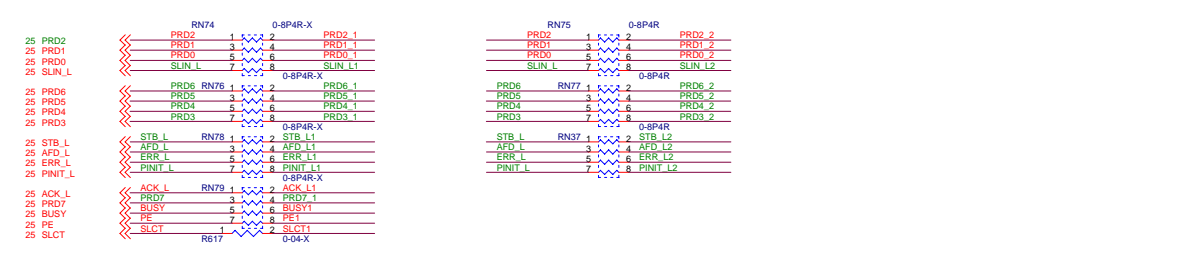 RN74 0-8P4R-X RN75 0-8P4R
25 PRD2 PRD2 1 2 PRD2_1 PRD2 1 2 PRD2_2
25 PRD1 PRD1 3 4 PRD1_1 PRD1 3 4 PRD1_2
25 PRD0 PRD0 5 6 PRD0_1 PRD0 5 6 PRD0_2
25 SLIN_L SLIN_L 7 8 SLIN_L1 SLIN_L 7 8 SLIN_L2
0-8P4R-X 0-8P4R
25 PRD6 PRD6 RN76 1 2 PRD6_1 PRD6 RN77 1 2 PRD6_2
25 PRD5 PRD5 3 4 PRD5_1 PRD5 3 4 PRD5_2
25 PRD4 PRD4 5 6 PRD4_1 PRD4 5 6 PRD4_2
25 PRD3 PRD3 7 8 PRD3_1 PRD3 7 8 PRD3_2
0-8P4R-X 0-8P4R
25 STB_L STB_L RN78 1 2 STB_L1 STB_L RN37 1 2 STB_L2
25 AFD_L AFD_L 3 4 AFD_L1 AFD_L 3 4 AFD_L2
25 ERR_L ERR_L 5 6 ERR_L1 ERR_L 5 6 ERR_L2
25 PINIT_L PINIT_L 7 8 PINIT_L1 PINIT_L 7 8 PINIT_L2
0-8P4R-X
25 ACK_L ACK_L RN79 1 2 ACK_L1
25 PRD7 PRD7 3 4 PRD7_1
25 BUSY BUSY 5 6 BUSY1
25 PE PE 7 8 PE1
25 SLCT SLCT 1 2 SLCT1
R617 0-04-X